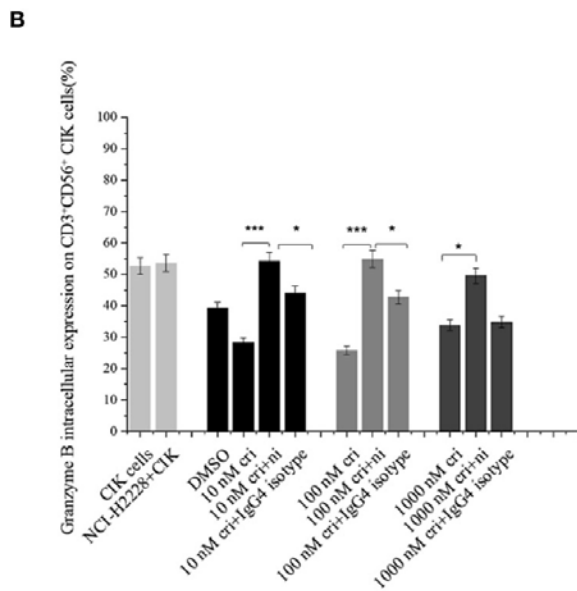 B
Granzyme B intracellular expression on CD3⁺CD56⁺ CIK cells(%)
100
90
80
70
60
50
40
30
20
10
0
*** *
*** *
*
CIK cells
NCI-H2228+CIK
DMSO
10 nM cri
10 nM cri+ni
10 nM cri+IgG4 isotype
100 nM cri
100 nM cri+ni
100 nM cri+IgG4 isotype
1000 nM cri
1000 nM cri+ni
1000 nM cri+IgG4 isotype